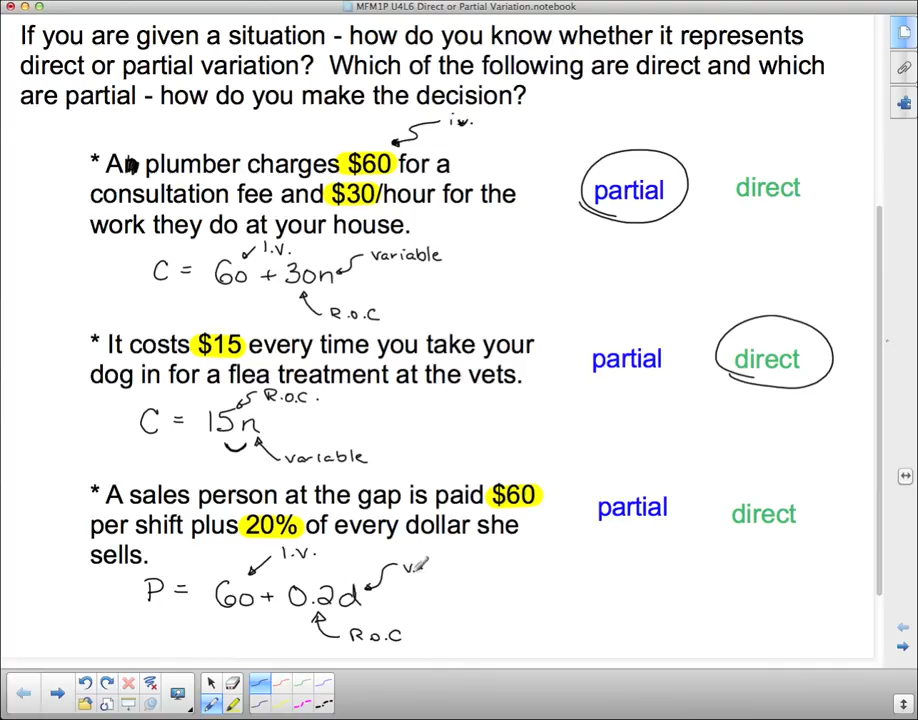 MFM1P U4L6 Direct or Partial Variation.notebook
If you are given a situation - how do you know whether it represents
direct or partial variation? Which of the following are direct and which
are partial - how do you make the decision?
i.v.
* A plumber charges $60 for a
consultation fee and $30/hour for the
work they do at your house.
partial direct
I.V.
variable
C = 60 + 30n
R.O.C
* It costs $15 every time you take your
dog in for a flea treatment at the vets.
partial direct
R.O.C.
C = 15n
variable
* A sales person at the gap is paid $60
per shift plus 20% of every dollar she
sells.
partial direct
I.V.
P = 60 + 0.2d
R.O.C